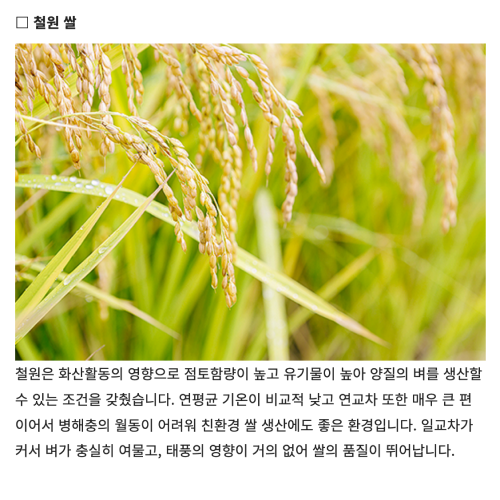 □ 철원 쌀
철원은 화산활동의 영향으로 점토함량이 높고 유기물이 높아 양질의 벼를 생산할
수 있는 조건을 갖췄습니다. 연평균 기온이 비교적 낮고 연교차 또한 매우 큰 편
이어서 병해충의 월동이 어려워 친환경 쌀 생산에도 좋은 환경입니다. 일교차가
커서 벼가 충실히 여물고, 태풍의 영향이 거의 없어 쌀의 품질이 뛰어납니다.